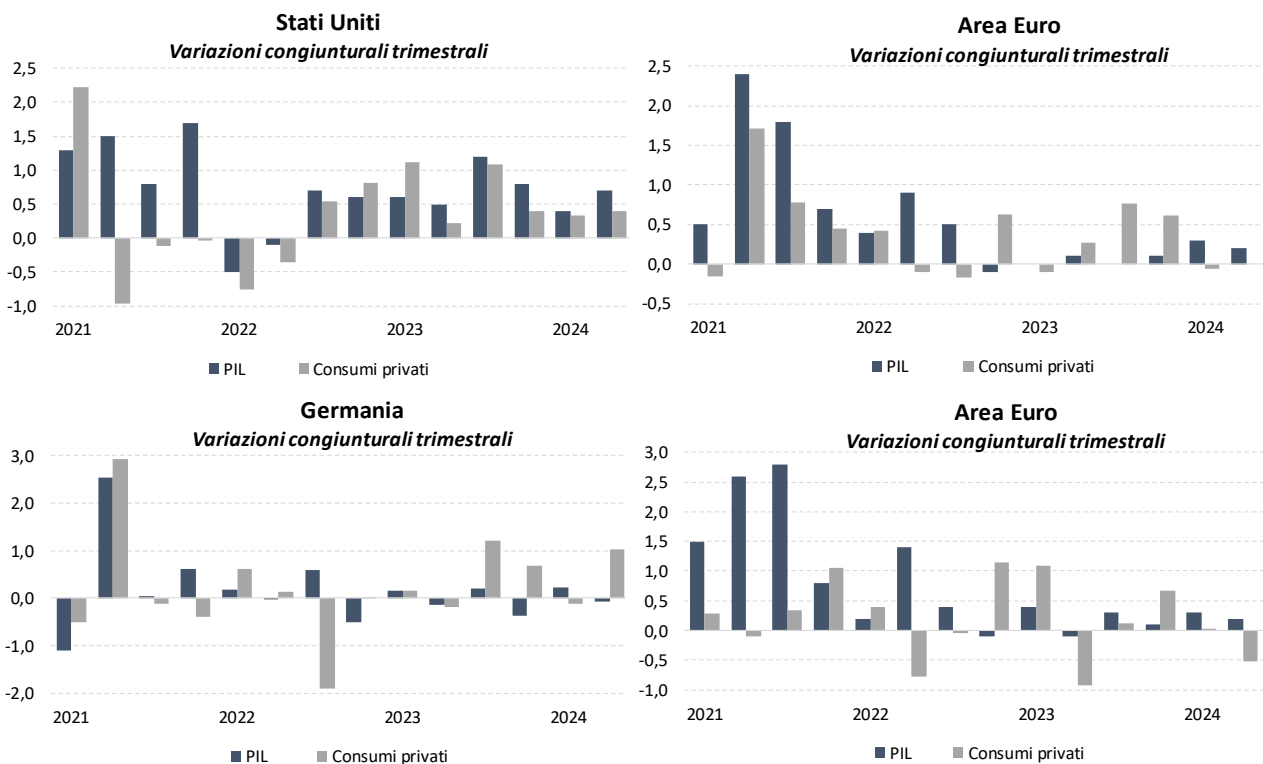 Stati Uniti
Variazioni congiunturali trimestrali
2,5
2,0
1,5
1,0
0,5
0,0
-0,5
-1,0
2021 2022 2023 2024
PIL Consumi privati
Area Euro
Variazioni congiunturali trimestrali
2,5
2,0
1,5
1,0
0,5
0,0
-0,5
2021 2022 2023 2024
PIL Consumi privati
Germania
Variazioni congiunturali trimestrali
3,0
2,0
1,0
0,0
-1,0
-2,0
2021 2022 2023 2024
PIL Consumi privati
Area Euro
Variazioni congiunturali trimestrali
3,0
2,5
2,0
1,5
1,0
0,5
0,0
-0,5
-1,0
2021 2022 2023 2024
PIL Consumi privati